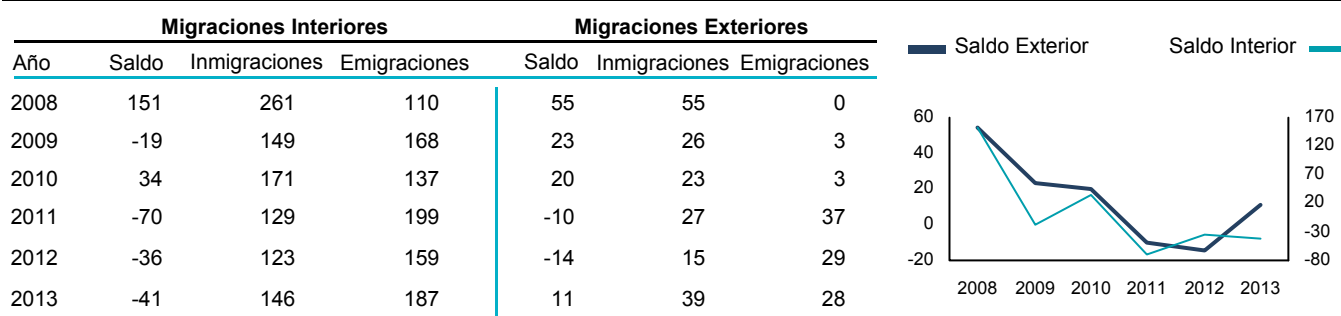 Migraciones Interiores Migraciones Exteriores
Año Saldo Inmigraciones Emigraciones Saldo Inmigraciones Emigraciones
2008 151 261 110 55 55 0
2009 -19 149 168 23 26 3
2010 34 171 137 20 23 3
2011 -70 129 199 -10 27 37
2012 -36 123 159 -14 15 29
2013 -41 146 187 11 39 28
Saldo Exterior Saldo Interior
60 170
40 120
20 70
0 20
-20 -30
-80
2008 2009 2010 2011 2012 2013